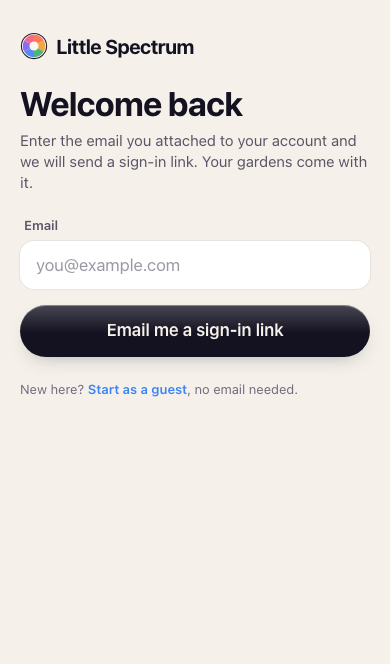 Little Spectrum
Welcome back
Enter the email you attached to your account and
we will send a sign-in link. Your gardens come with
it.
Email
you@example.com
Email me a sign-in link
New here? Start as a guest, no email needed.